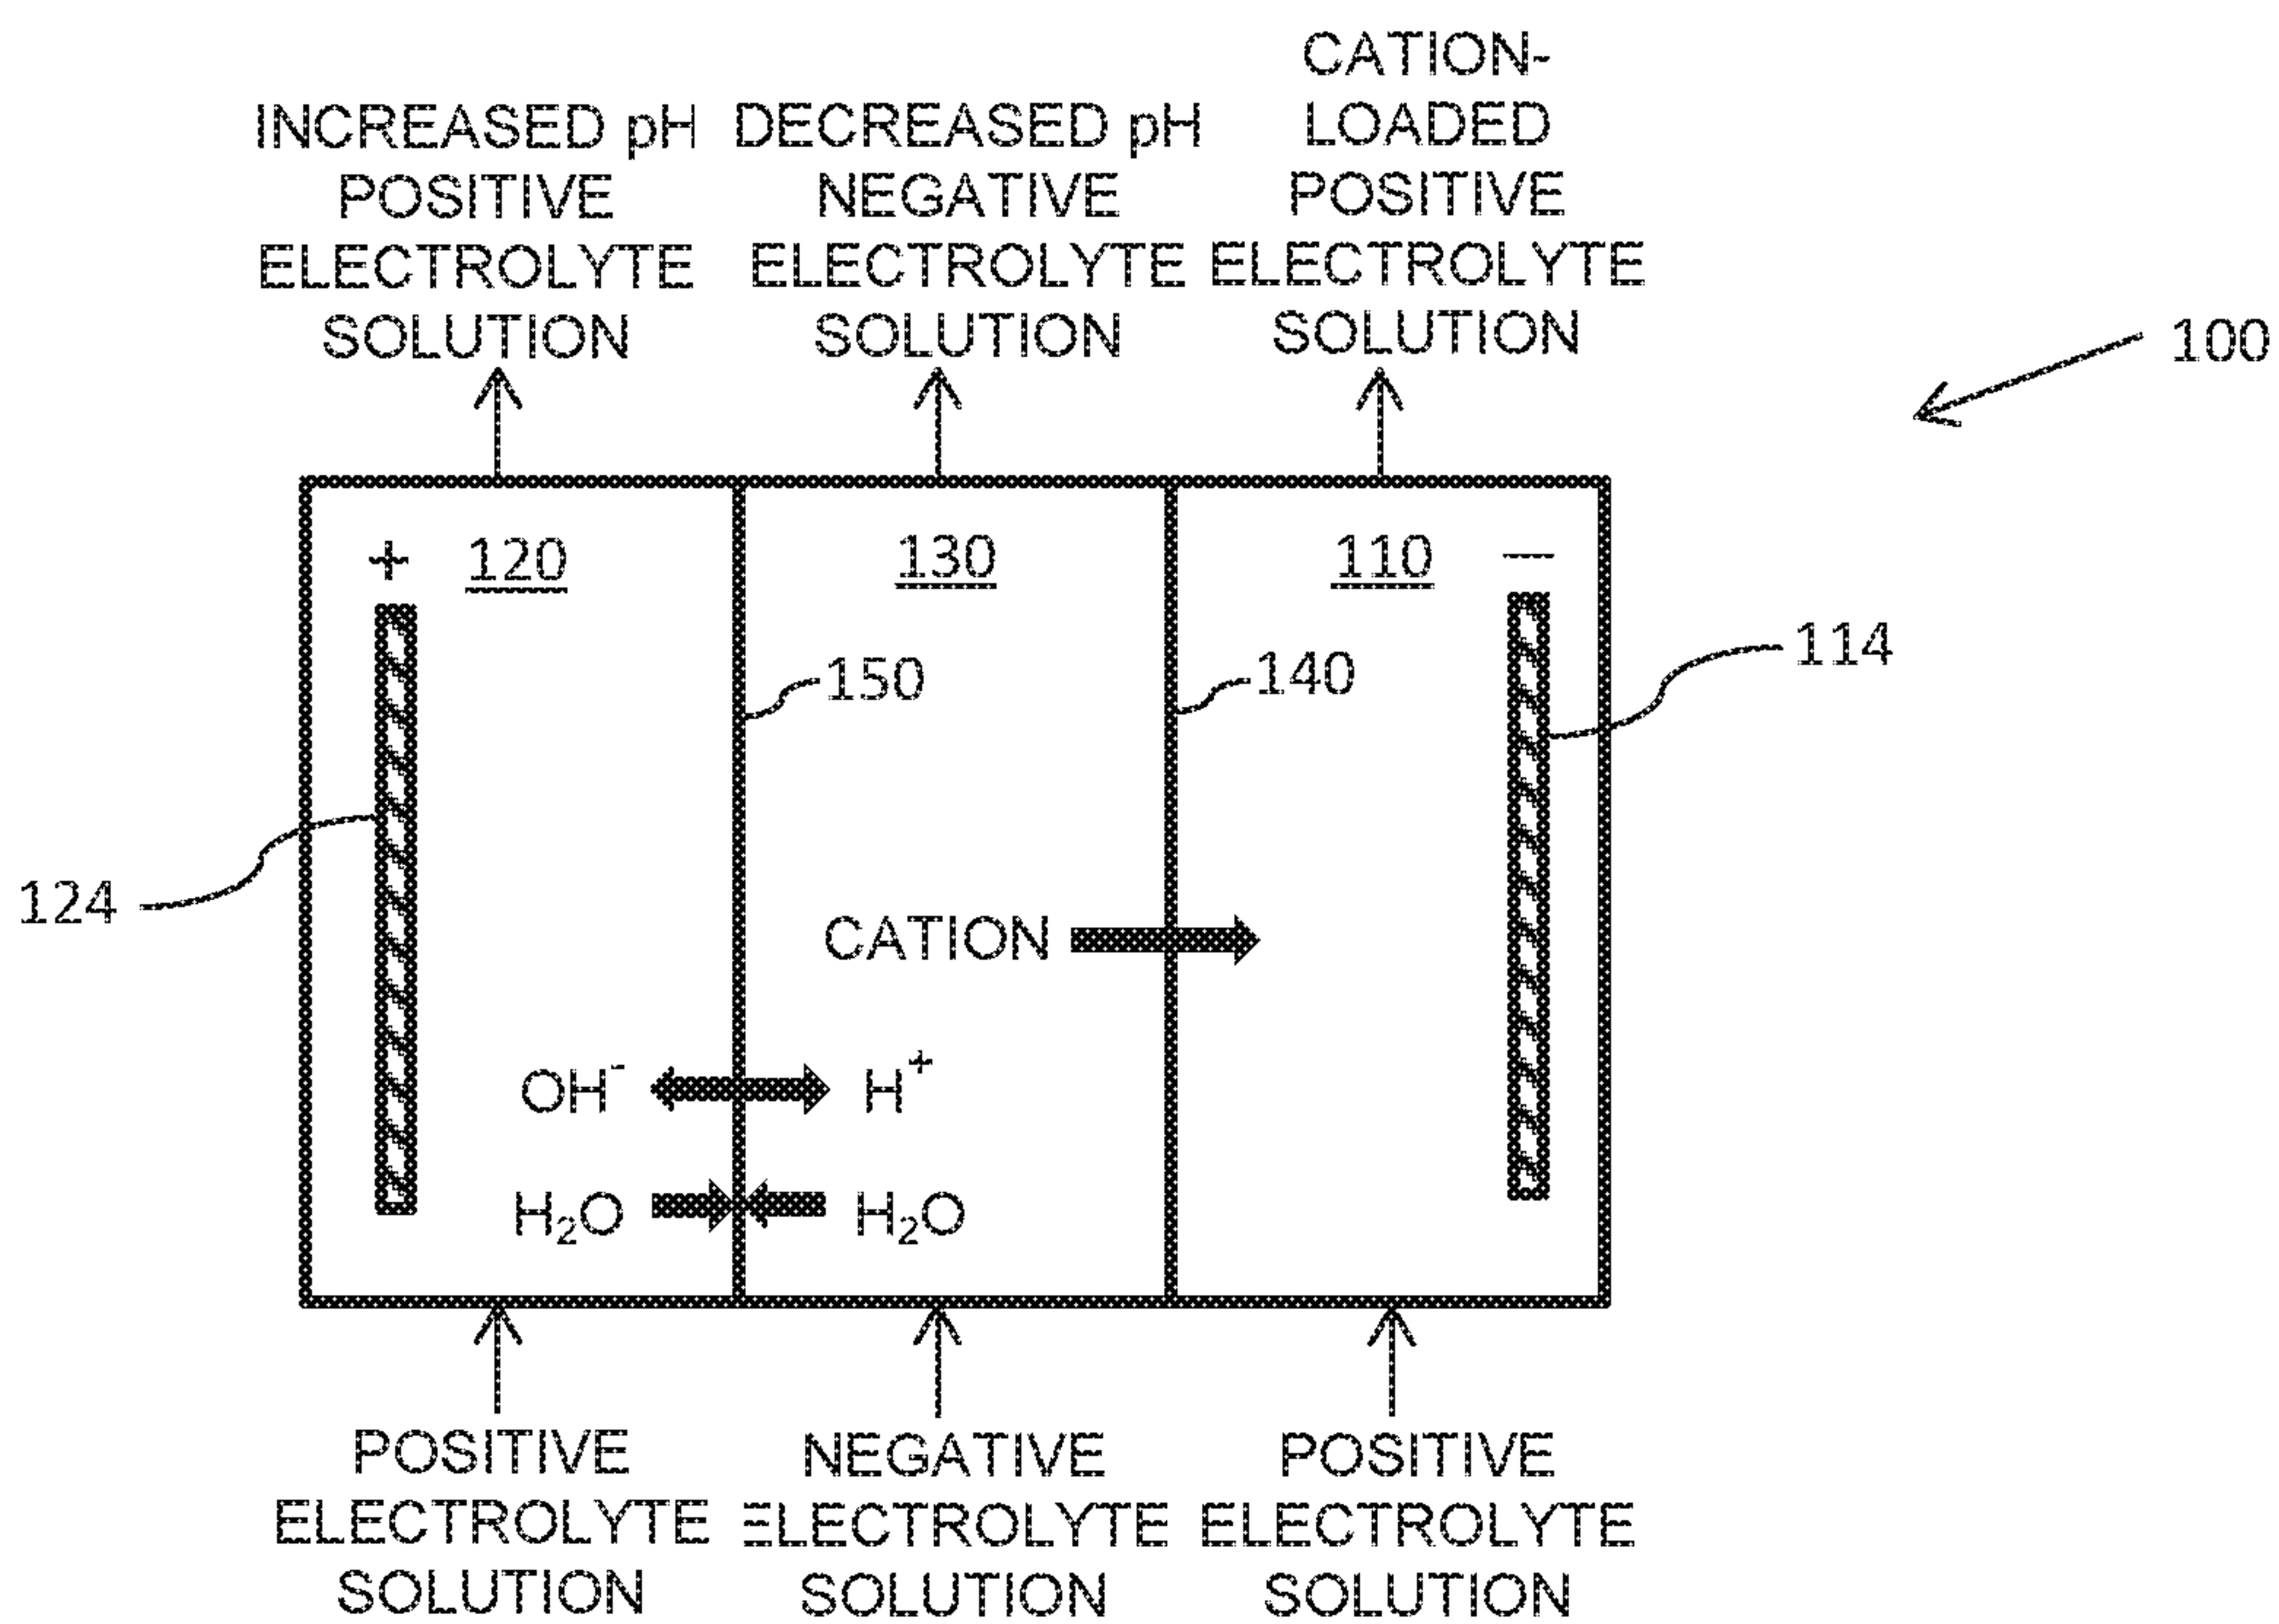 INCREASED pH
POSITIVE
ELECTROLYTE
SOLUTION
DECREASED pH
NEGATIVE
ELECTROLYTE
SOLUTION
CATION-
LOADED
POSITIVE
ELECTROLYTE
SOLUTION
100
+
120
130
110
—
150
140
114
124
CATION
OH⁻
H⁺
H₂O
H₂O
POSITIVE
ELECTROLYTE
SOLUTION
NEGATIVE
ELECTROLYTE
SOLUTION
POSITIVE
ELECTROLYTE
SOLUTION